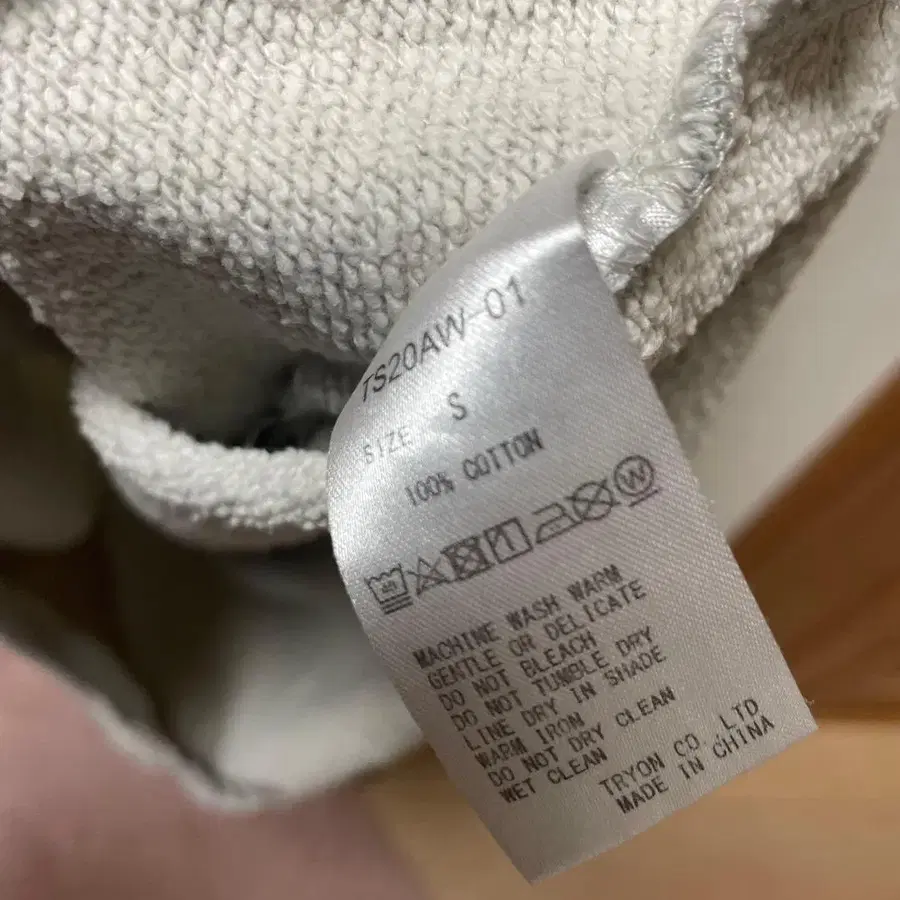 TS20AW-01
SIZE S
100% COTTON
40 W
MACHINE WASH WARM
GENTLE OR DELICATE
DO NOT BLEACH
DO NOT TUMBLE DRY
LINE DRY IN SHADE
WARM IRON
DO NOT DRY CLEAN
WET CLEAN
TRYON CO. LTD
MADE IN CHINA